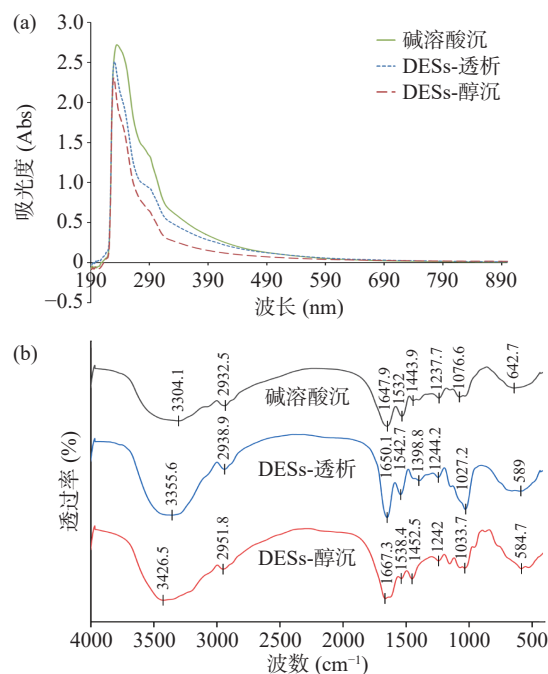 (a)
碱溶酸沉
DESs-透析
DESs-醇沉
吸光度 (Abs)
3.0
2.5
2.0
1.5
1.0
0.5
0
−0.5
190 290 390 490 590 690 790 890
波长 (nm)
(b)
透过率 (%)
碱溶酸沉
3304.1 2932.5 1647.9 1532 1443.9 1237.7 1076.6 642.7
DESs-透析
3355.6 2938.9 1650.1 1542.7 1398.8 1244.2 1027.2 589
DESs-醇沉
3426.5 2951.8 1667.3 1538.4 1452.5 1242 1033.7 584.7
4000 3500 3000 2500 2000 1500 1000 500
波数 (cm⁻¹)